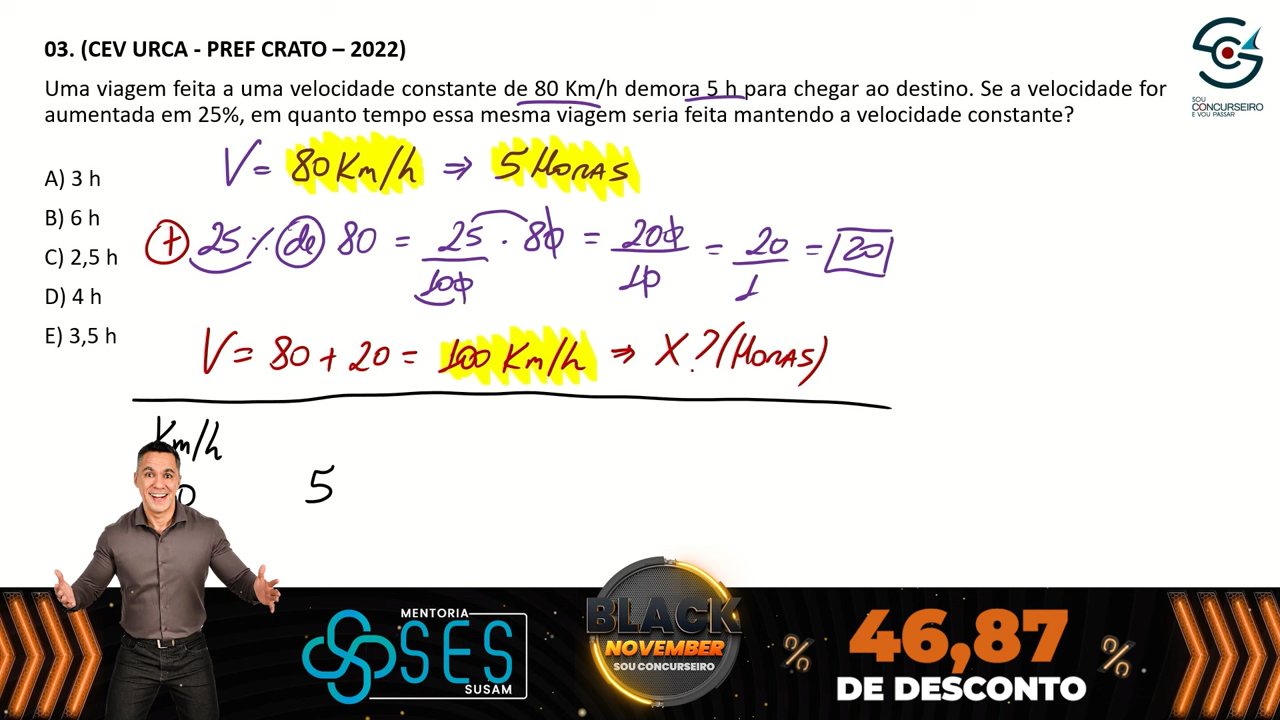 03. (CEV URCA - PREF CRATO – 2022)
SOU
CONCURSEIRO
E VOU PASSAR
Uma viagem feita a uma velocidade constante de 80 Km/h demora 5 h para chegar ao destino. Se a velocidade for
aumentada em 25%, em quanto tempo essa mesma viagem seria feita mantendo a velocidade constante?
A) 3 h
B) 6 h
C) 2,5 h
D) 4 h
E) 3,5 h
V = 80 Km/h ⇒ 5 HORAS
+ 25 % de 80 = 25/100 . 80 = 200/10 = 20/1 = 20
V = 80 + 20 = 100 Km/h ⇒ X ? (HORAS)
Km/h
5
MENTORIA
SES
SUSAM
BLACK
NOVEMBER
SOU CONCURSEIRO
% 46,87 %
DE DESCONTO